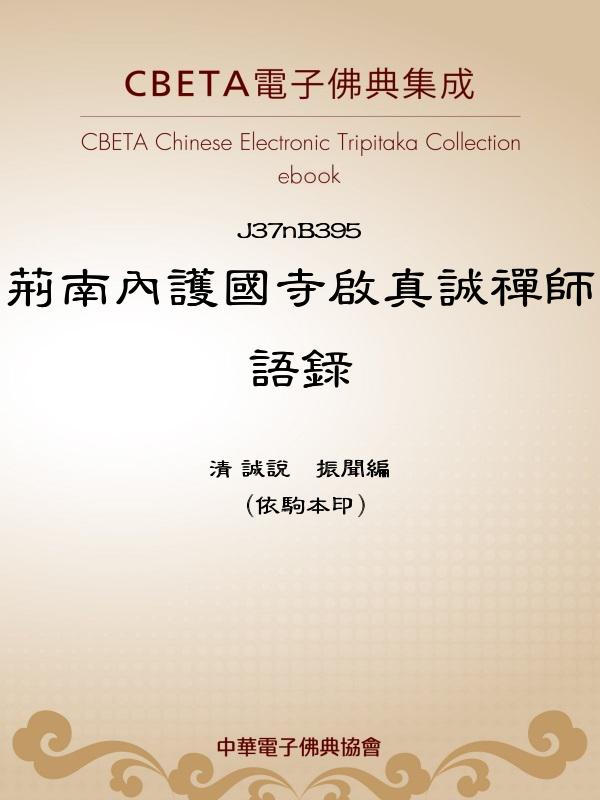 CBETA電子佛典集成
CBETA Chinese Electronic Tripitaka Collection
ebook
J37nB395
荊南內護國寺啟真誠禪師
語錄
清 誠說　振聞編
(依駒本印)
中華電子佛典協會